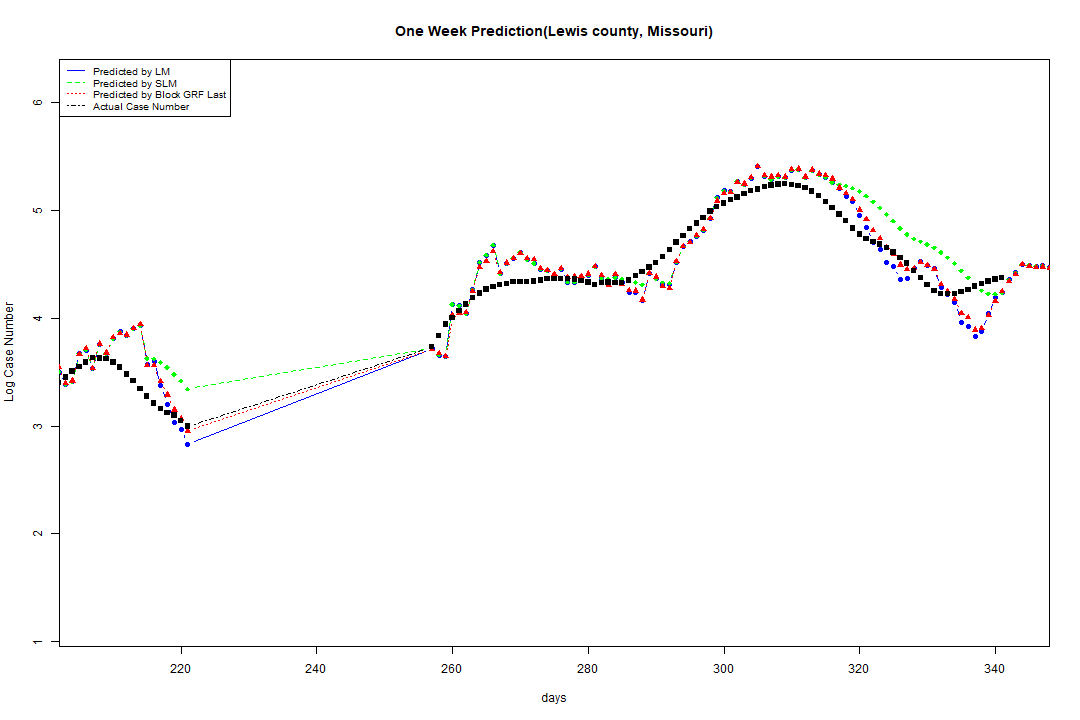 One Week Prediction(Lewis county, Missouri)
Predicted by LM
Predicted by SLM
Predicted by Block GRF Last
Actual Case Number
6
5
4
3
2
1
Log Case Number
220 240 260 280 300 320 340
days